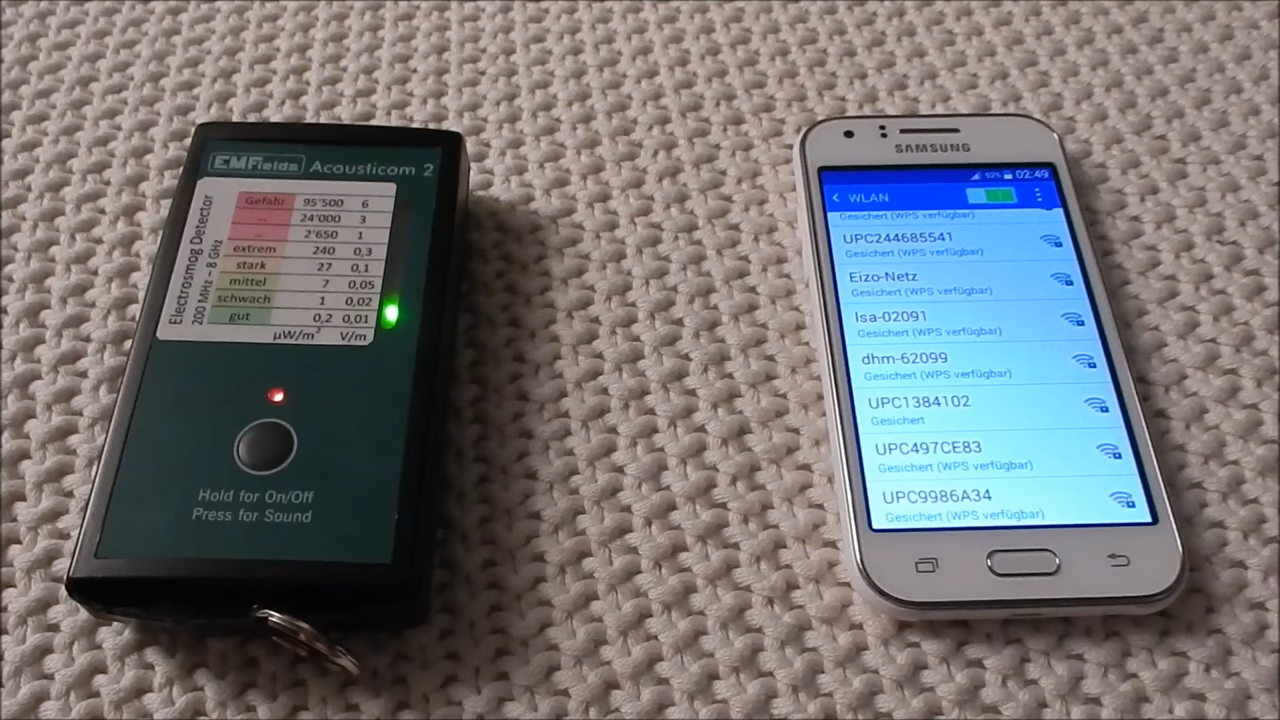 EMFields Acousticom 2
Electrosmog Detector
200 MHz – 8 GHz
Gefahr 95'500 6
... 24'000 3
... 2'650 1
extrem 240 0,3
stark 27 0,1
mittel 7 0,05
schwach 1 0,02
gut 0,2 0,01
µW/m² V/m
Hold for On/Off
Press for Sound
SAMSUNG
92% 02:49
WLAN
Gesichert (WPS verfügbar)
UPC244685541
Gesichert (WPS verfügbar)
Eizo-Netz
Gesichert (WPS verfügbar)
lsa-02091
Gesichert (WPS verfügbar)
dhm-62099
Gesichert (WPS verfügbar)
UPC1384102
Gesichert
UPC497CE83
Gesichert (WPS verfügbar)
UPC9986A34
Gesichert (WPS verfügbar)